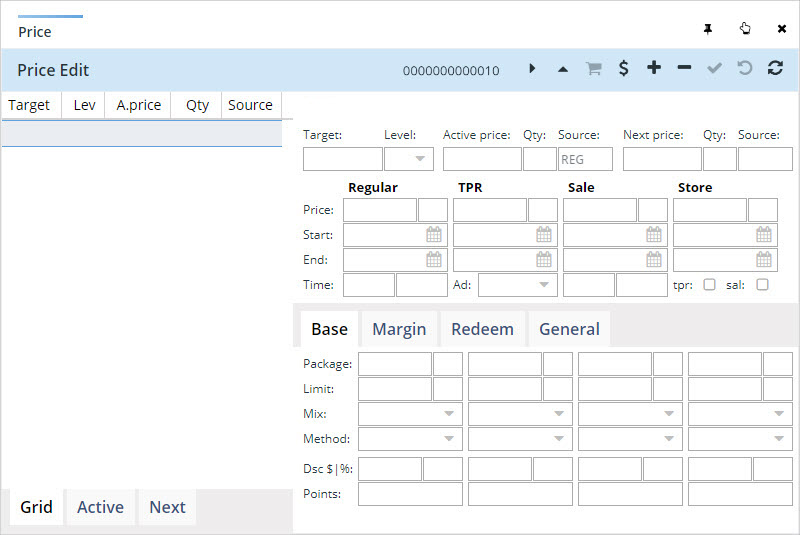 Price
Price Edit 0000000000010
Target Lev A.price Qty Source
Target: Level: Active price: Qty: Source: Next price: Qty: Source:
REG
Regular TPR Sale Store
Price:
Start:
End:
Time: Ad: tpr: sal:
Base Margin Redeem General
Package:
Limit:
Mix:
Method:
Dsc $|%:
Points:
Grid Active Next